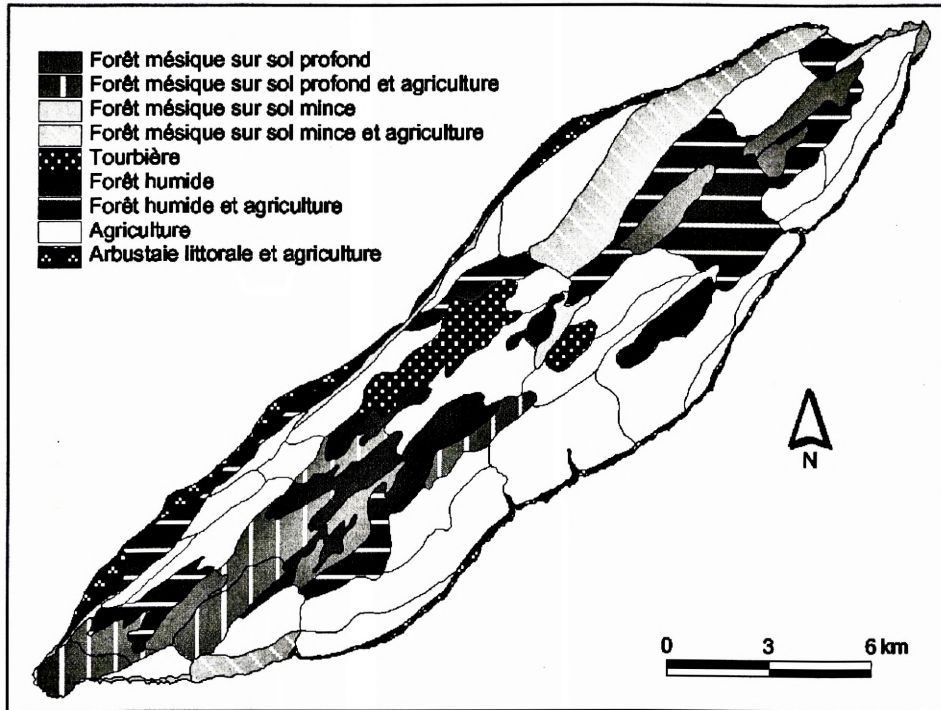 Forêt mésique sur sol profond
Forêt mésique sur sol profond et agriculture
Forêt mésique sur sol mince
Forêt mésique sur sol mince et agriculture
Tourbière
Forêt humide
Forêt humide et agriculture
Agriculture
Arbustaie littorale et agriculture
N
0 3 6 km